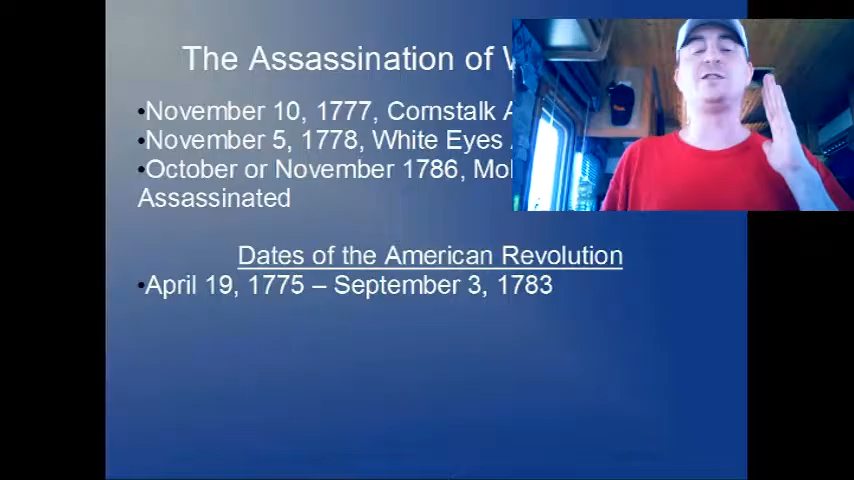 The Assassination of
•November 10, 1777, Cornstalk
•November 5, 1778, White Eyes
•October or November 1786,
Assassinated
Dates of the American Revolution
•April 19, 1775 – September 3, 1783